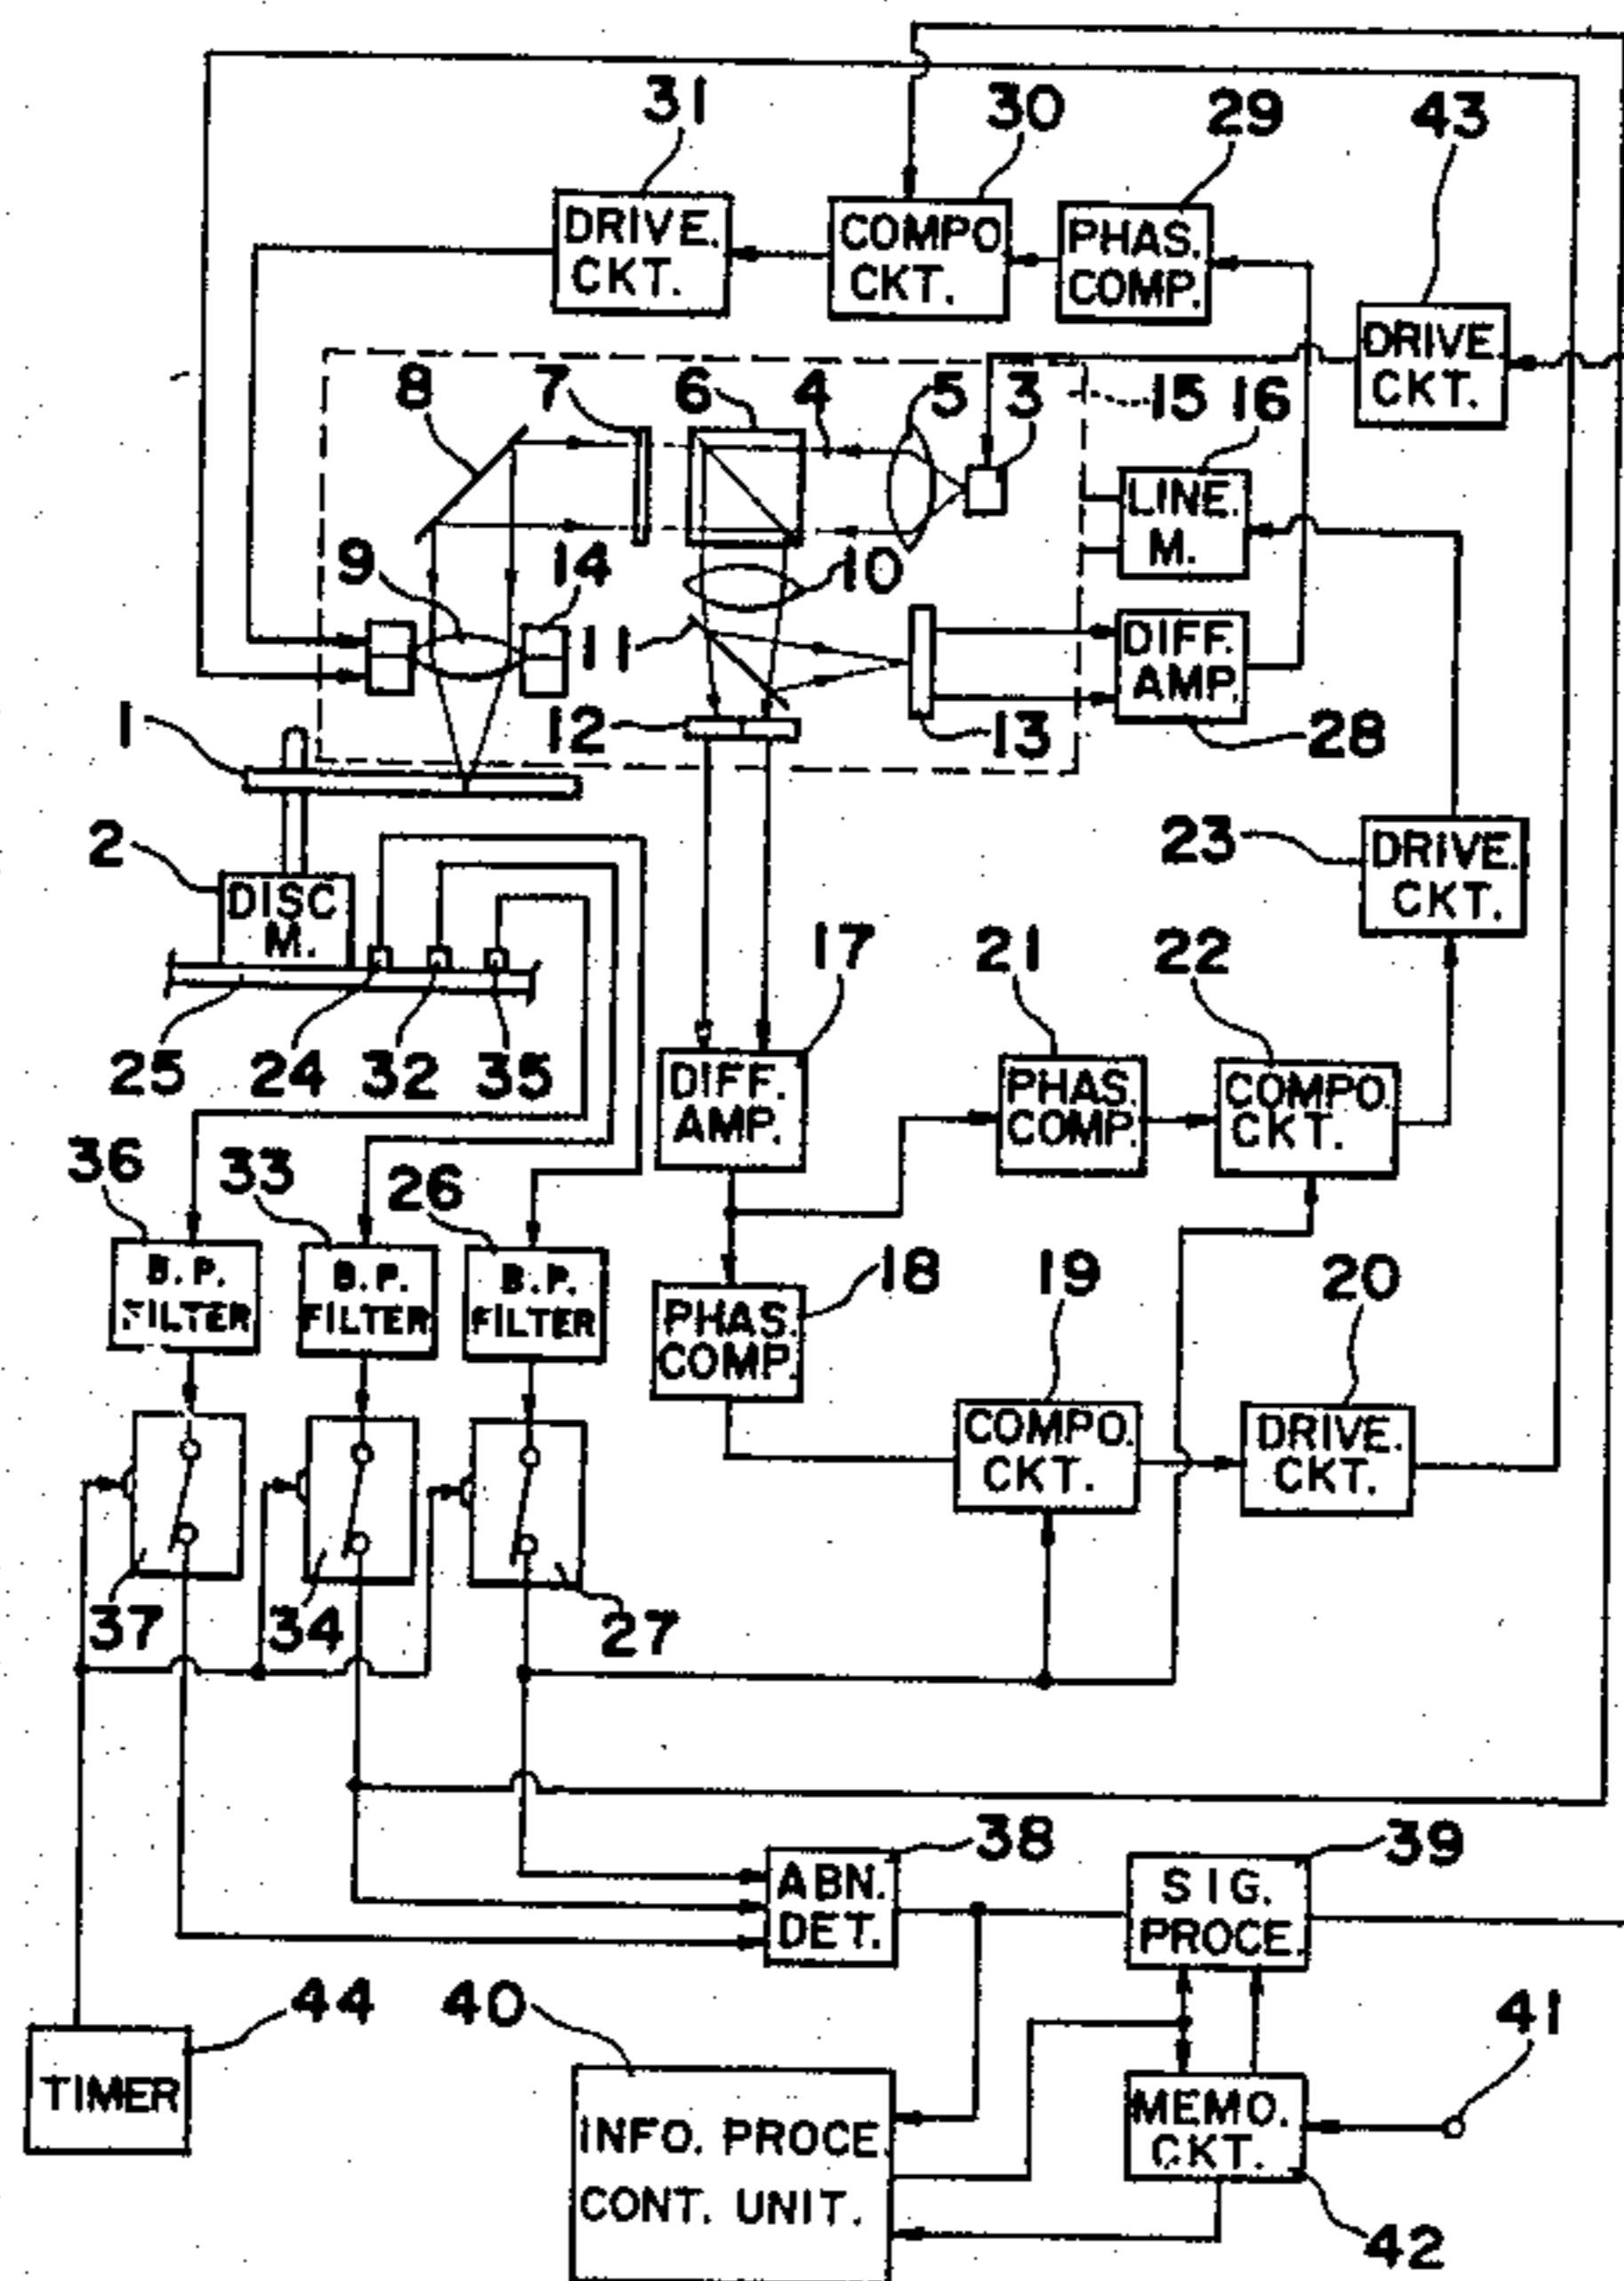 31
30
29
43
DRIVE.
CKT.
COMPO
CKT.
PHAS.
COMP.
DRIVE.
CKT.
8
7
6
4
5
3
15
16
LINE.
M.
9
14
10
11
12
13
DIFF.
AMP.
28
1
2
DISC
M.
23
DRIVE.
CKT.
25
24
32
35
17
21
22
DIFF.
AMP.
PHAS.
COMP.
COMPO.
CKT.
36
33
26
B.P.
FILTER
B.P.
FILTER
B.P.
FILTER
18
19
20
PHAS.
COMP.
COMPO.
CKT.
DRIVE.
CKT.
37
34
27
38
39
ABN.
DET.
SIG.
PROCE.
44
40
41
TIMER
INFO. PROCE.
CONT. UNIT.
MEMO.
CKT.
42